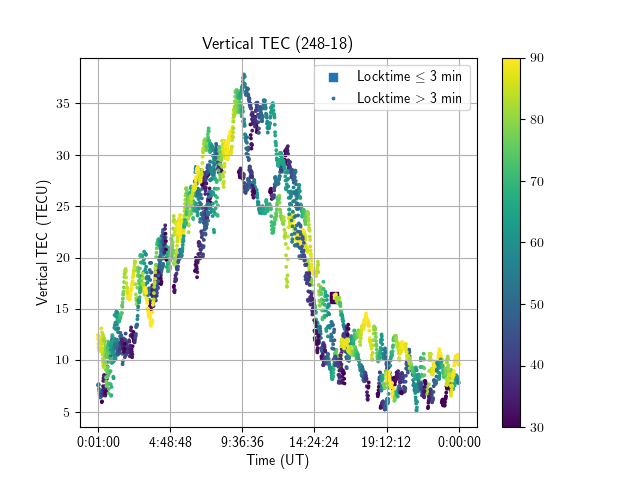 Vertical TEC (248-18)
Locktime ≤ 3 min
Locktime > 3 min
Vertical TEC (TECU)
35
30
25
20
15
10
5
0:01:00 4:48:48 9:36:36 14:24:24 19:12:12 0:00:00
Time (UT)
90
80
70
60
50
40
30